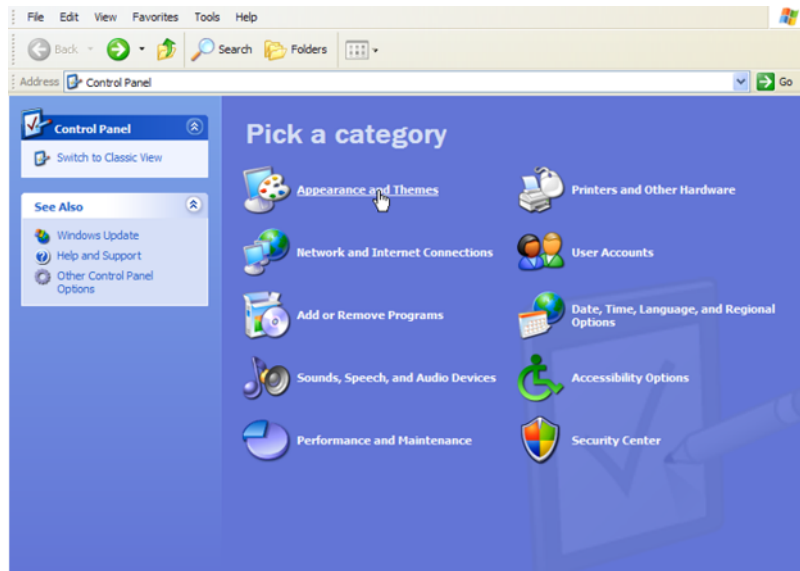 File Edit View Favorites Tools Help
Back Search Folders
Address Control Panel Go
Control Panel
Switch to Classic View
See Also
Windows Update
Help and Support
Other Control Panel
Options
Pick a category
Appearance and Themes
Printers and Other Hardware
Network and Internet Connections
User Accounts
Add or Remove Programs
Date, Time, Language, and Regional
Options
Sounds, Speech, and Audio Devices
Accessibility Options
Performance and Maintenance
Security Center